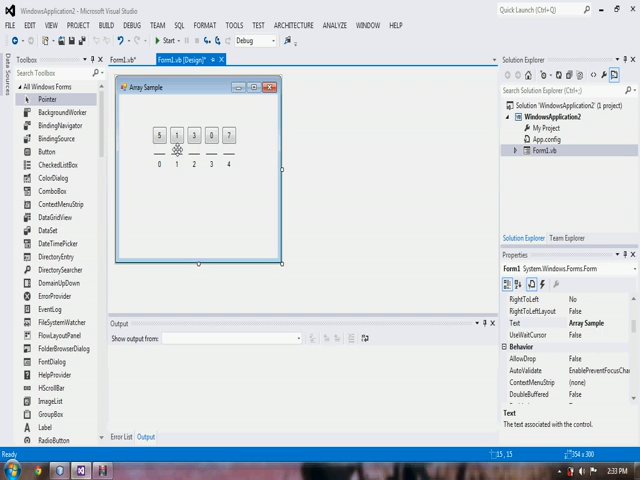 WindowsApplication2 - Microsoft Visual Studio
Quick Launch (Ctrl+Q)
FILE EDIT VIEW PROJECT BUILD DEBUG TEAM SQL FORMAT TOOLS TEST ARCHITECTURE ANALYZE WINDOW HELP
Start Debug
Data Sources
Toolbox
Search Toolbox
All Windows Forms
Pointer
BackgroundWorker
BindingNavigator
BindingSource
Button
CheckedListBox
ColorDialog
ComboBox
ContextMenuStrip
DataGridView
DataSet
DateTimePicker
DirectoryEntry
DirectorySearcher
DomainUpDown
ErrorProvider
EventLog
FileSystemWatcher
FlowLayoutPanel
FolderBrowserDialog
FontDialog
HelpProvider
HScrollBar
ImageList
GroupBox
Label
RadioButton
Form1.vb* Form1.vb [Design]*
Array Sample
5 1 3 0 7
0 1 2 3 4
Output
Show output from:
Error List Output
Solution Explorer
Search Solution Explorer (Ctrl+;)
Solution 'WindowsApplication2' (1 project)
WindowsApplication2
My Project
App.config
Form1.vb
Solution Explorer Team Explorer
Properties
Form1 System.Windows.Forms.Form
RightToLeft No
RightToLeftLayout False
Text Array Sample
UseWaitCursor False
Behavior
AllowDrop False
AutoValidate EnablePreventFocusChan
ContextMenuStrip (none)
DoubleBuffered False
Text
The text associated with the control.
Ready 15 , 15 354 x 300
2:33 PM